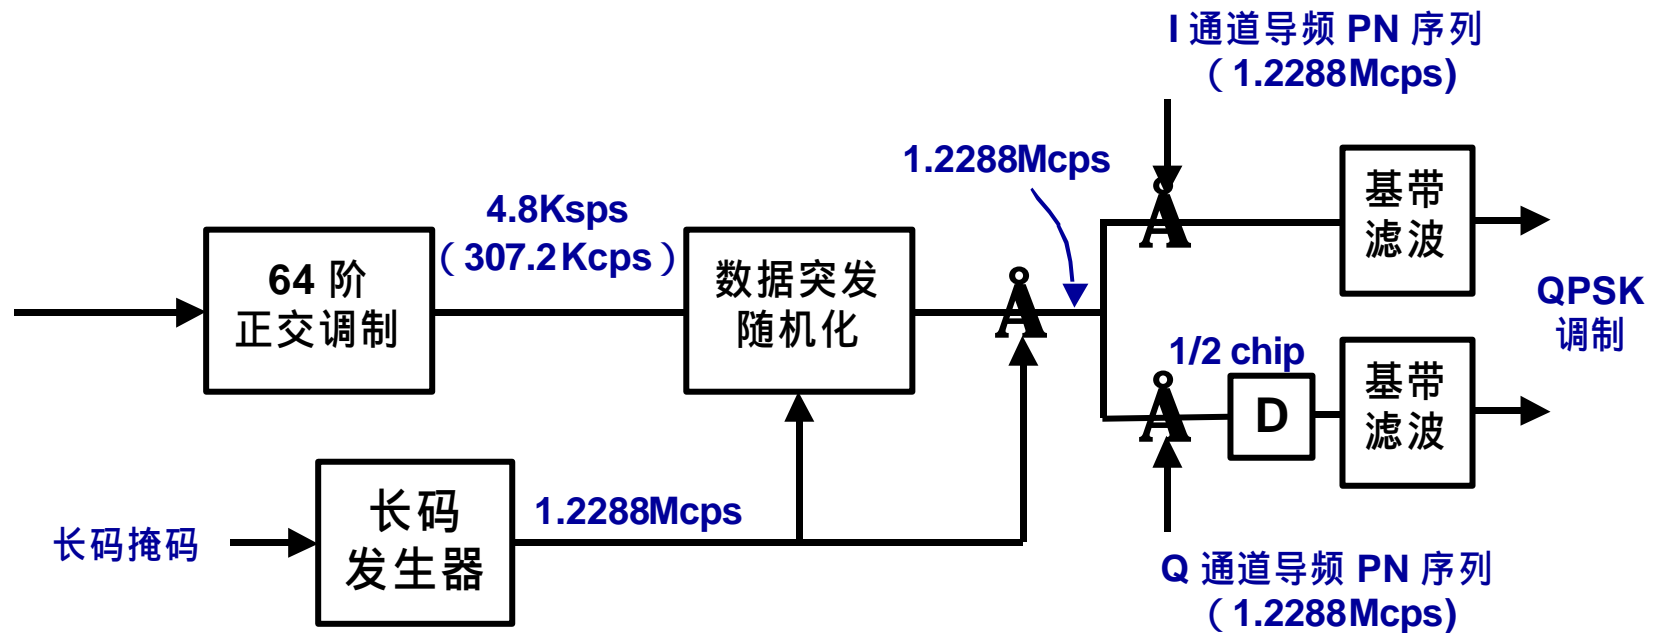 I 通道导频 PN 序列
（1.2288Mcps)
1.2288Mcps
4.8Ksps
（307.2Kcps）
64 阶
正交调制
数据突发
随机化
Å
Å
基带
滤波
QPSK
调制
1/2 chip
Å
D
基带
滤波
长码掩码
长码
发生器
1.2288Mcps
Q 通道导频 PN 序列
（1.2288Mcps)